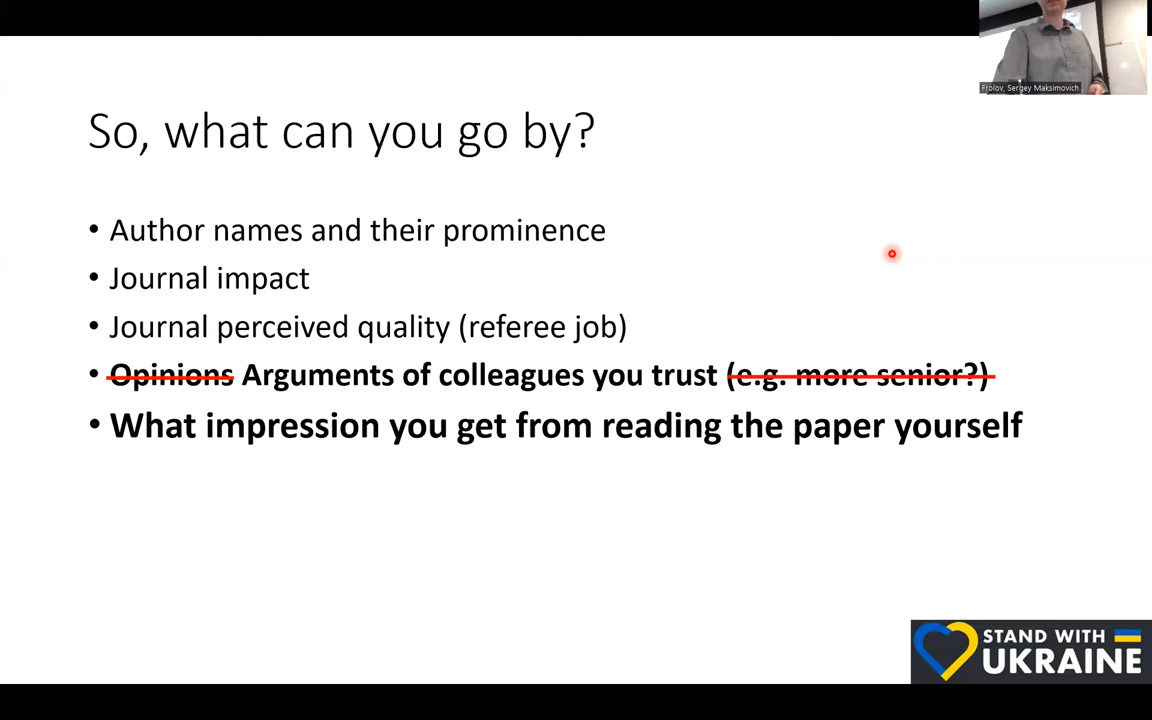 Frolov, Sergey Maksimovich
So, what can you go by?
• Author names and their prominence
• Journal impact
• Journal perceived quality (referee job)
• Opinions Arguments of colleagues you trust (e.g. more senior?)
• What impression you get from reading the paper yourself
STAND WITH
UKRAINE